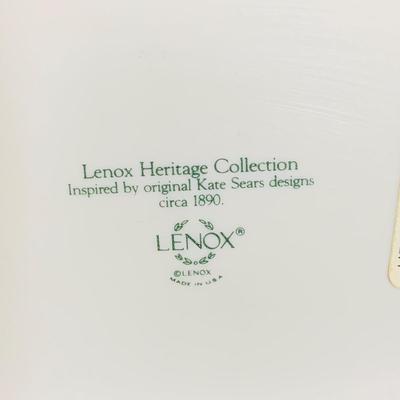 Lenox Heritage Collection
Inspired by original Kate Sears designs
circa 1890.
LENOX®
©LENOX
MADE IN U.S.A